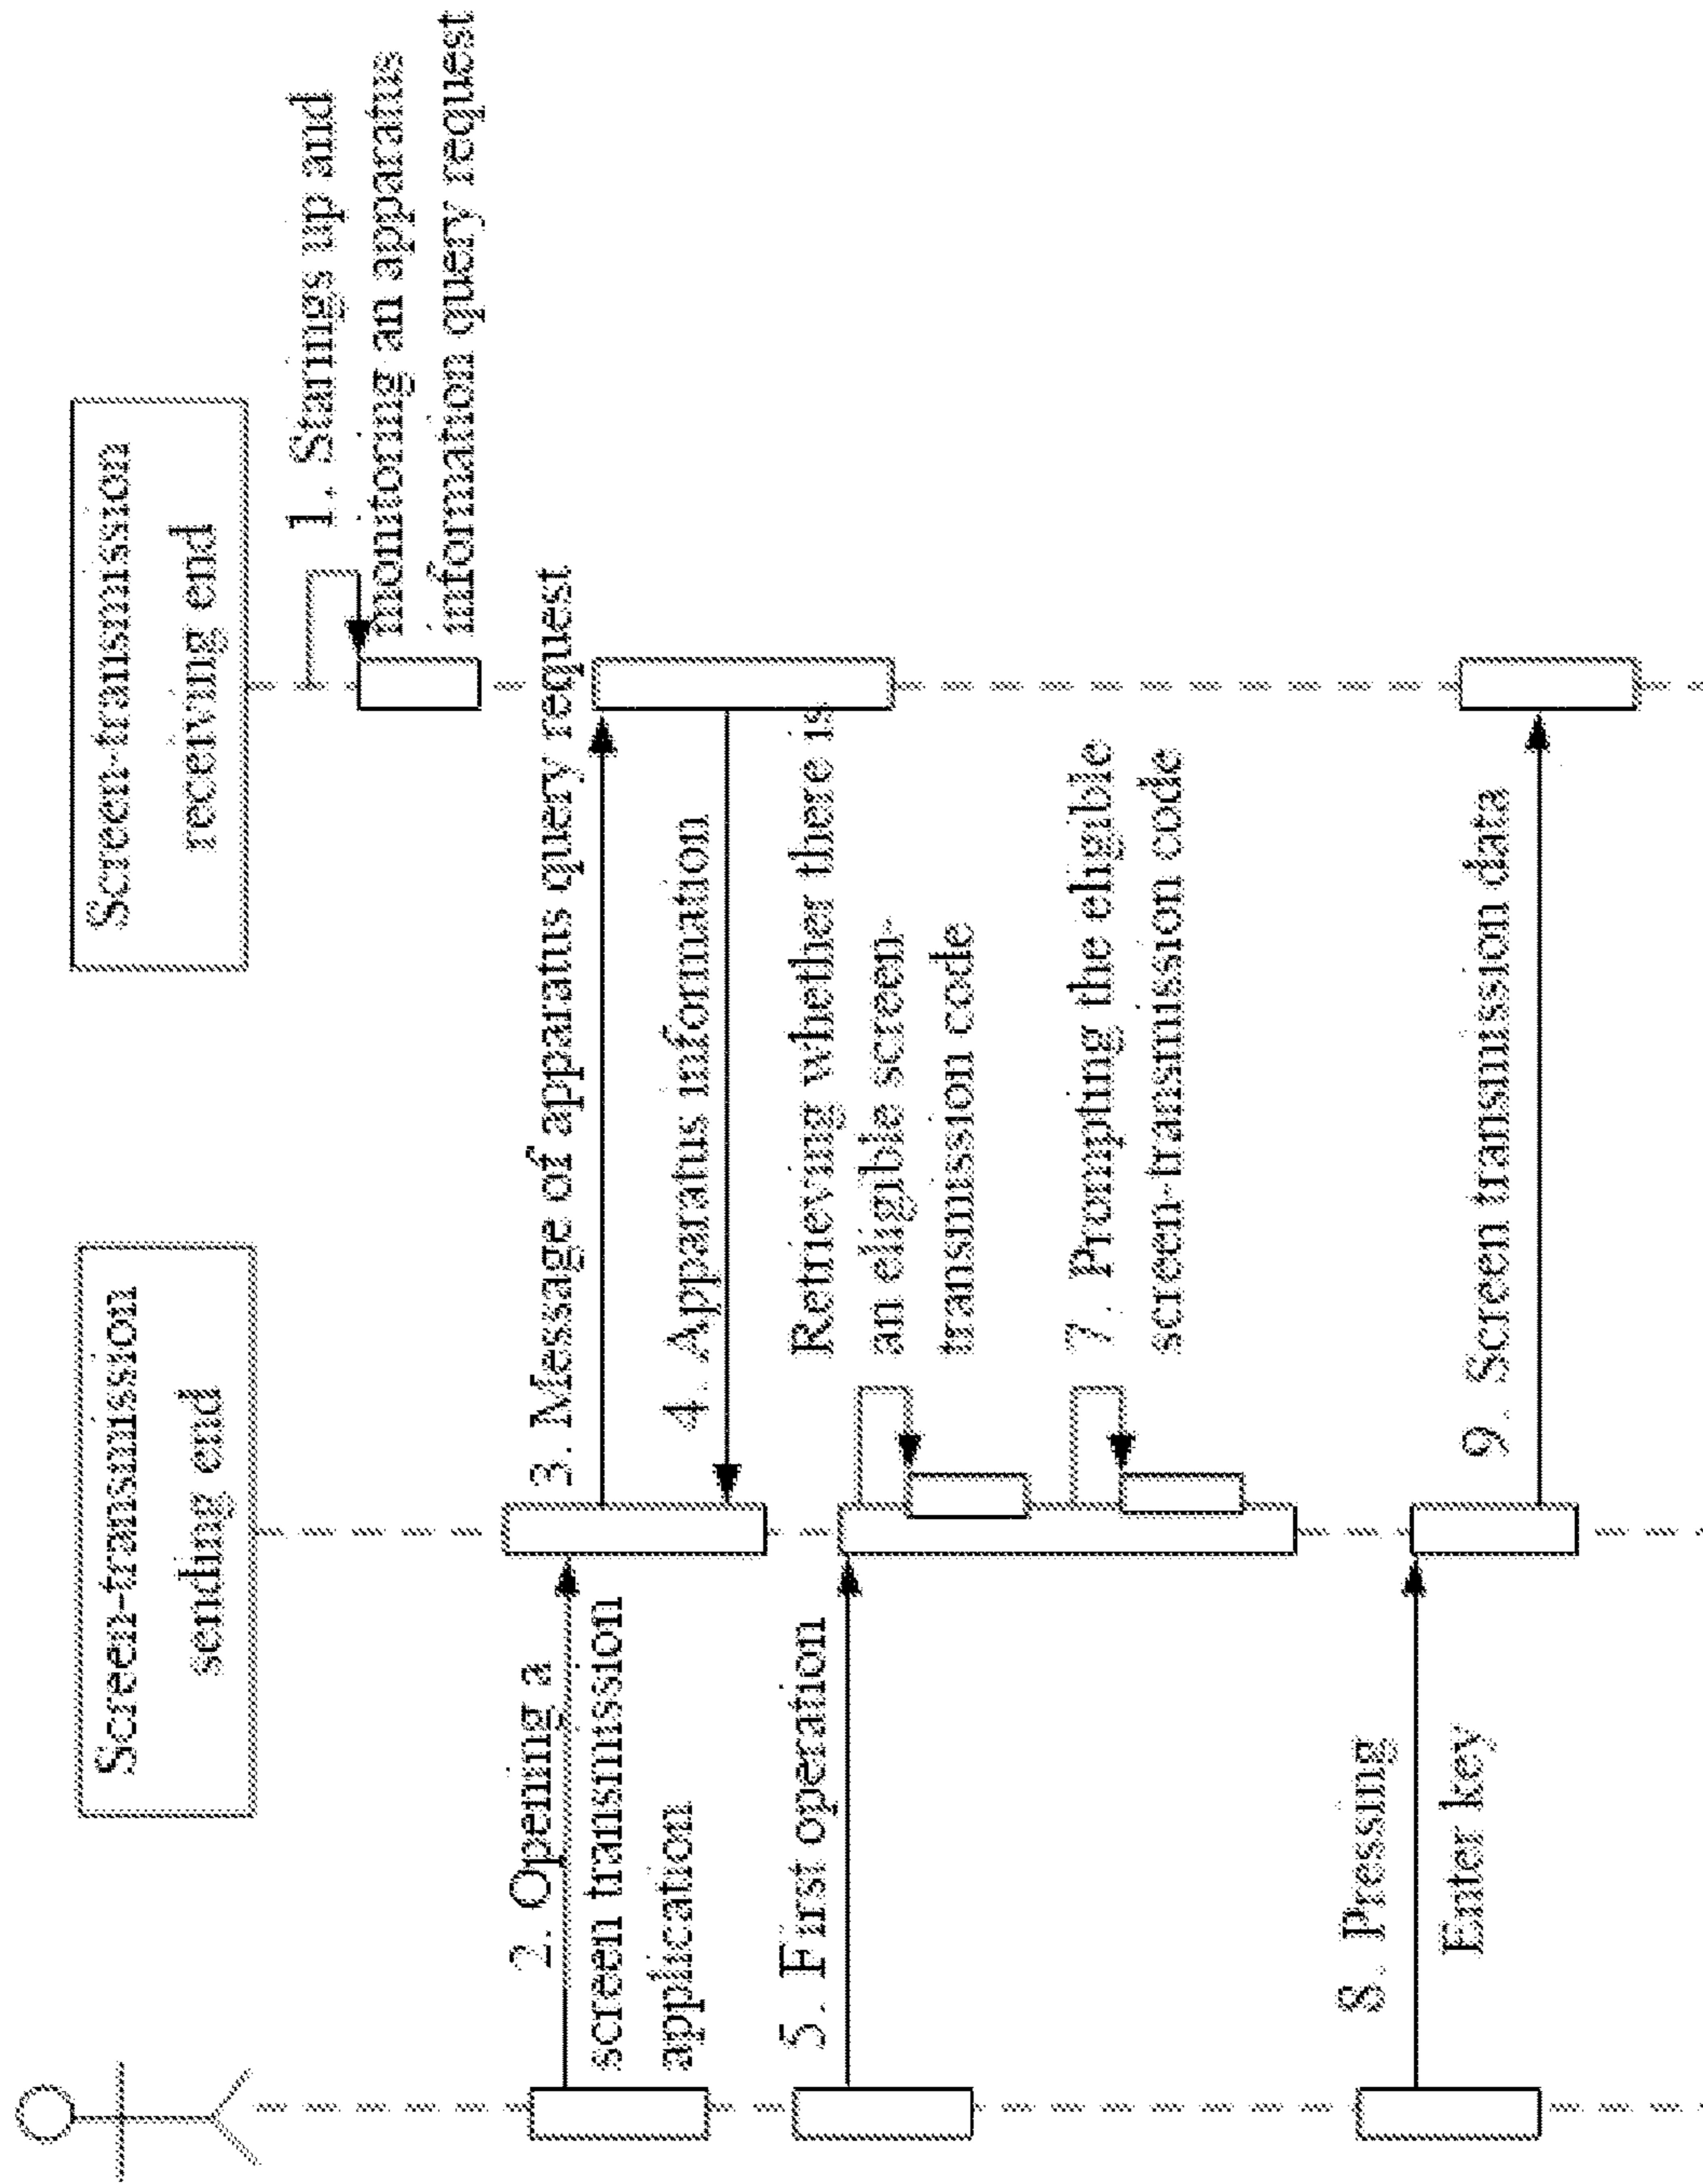 Screen-transmission
sending end
Screen-transmission
receiving end
1. Stanings up and
monitoring an apparatus
information query request
2. Opening a
screen transmission
application
3. Message of apparatus query request
4. Apparatus information
5. First operation
Retrieving whether there is
an eligible screen-
transmission code
7. Prompting the eligible
screen-transmission code
8. Pressing
Enter key
9. Screen transmission data